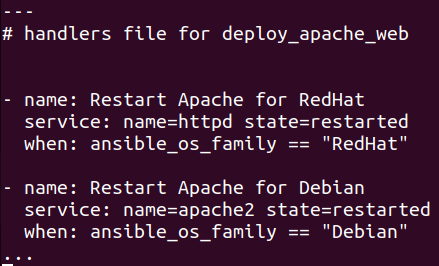 ---
# handlers file for deploy_apache_web
- name: Restart Apache for RedHat
  service: name=httpd state=restarted
  when: ansible_os_family == "RedHat"
- name: Restart Apache for Debian
  service: name=apache2 state=restarted
  when: ansible_os_family == "Debian"
...